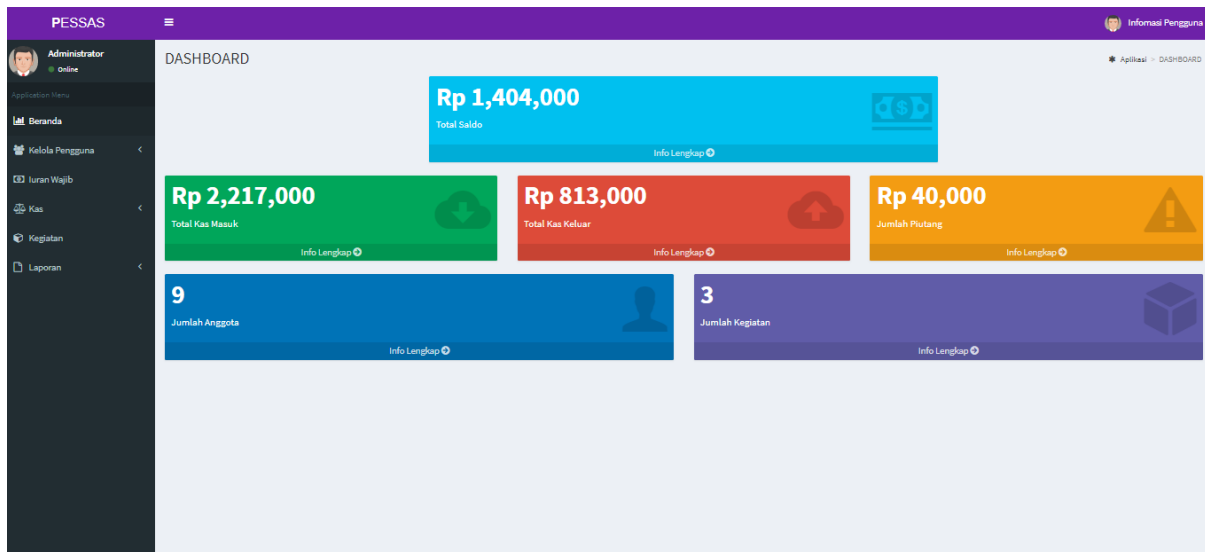 PESSAS
Infomasi Pengguna
Administrator
Online
Application Menu
Beranda
Kelola Pengguna
Iuran Wajib
Kas
Kegiatan
Laporan
DASHBOARD
Aplikasi > DASHBOARD
Rp 1,404,000
Total Saldo
Info Lengkap
Rp 2,217,000
Total Kas Masuk
Info Lengkap
Rp 813,000
Total Kas Keluar
Info Lengkap
Rp 40,000
Jumlah Piutang
Info Lengkap
9
Jumlah Anggota
Info Lengkap
3
Jumlah Kegiatan
Info Lengkap